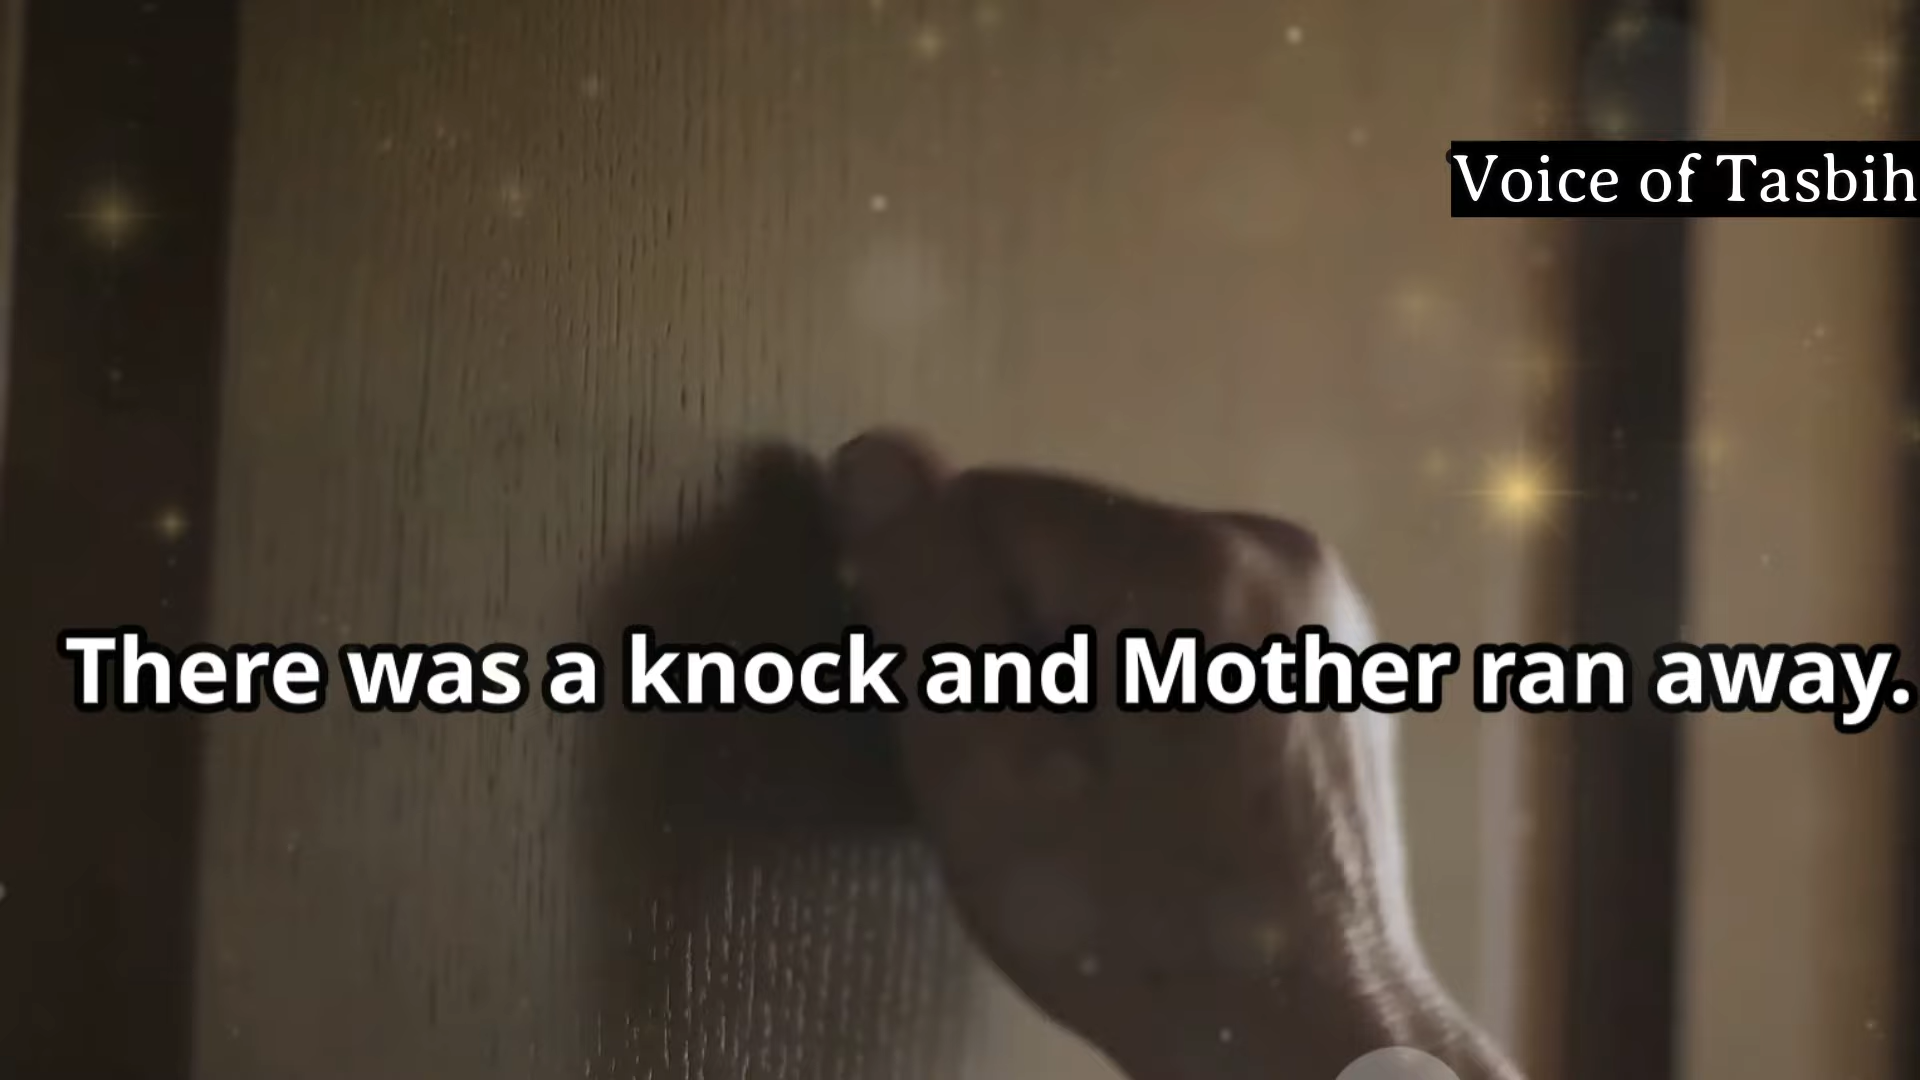 Voice of Tasbih
There was a knock and Mother ran away.